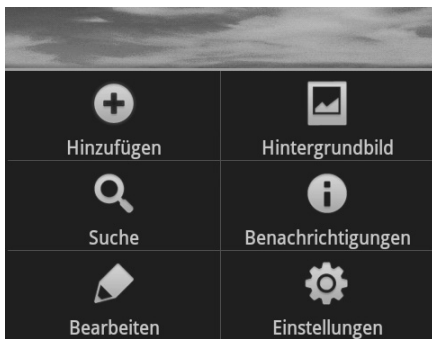 Hinzufügen
Hintergrundbild
Suche
Benachrichtigungen
Bearbeiten
Einstellungen